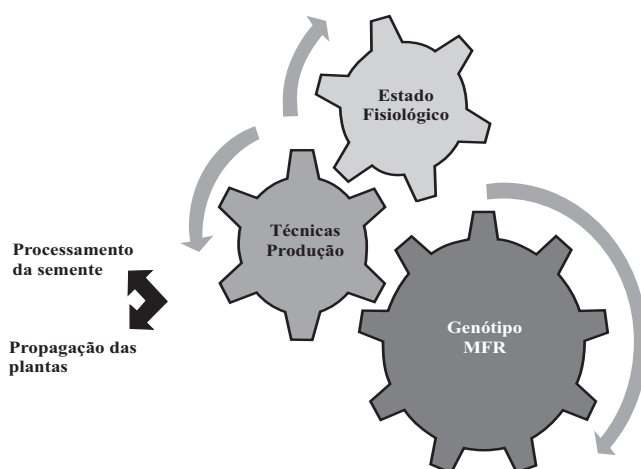 Estado
Fisiológico
Técnicas
Produção
Processamento
da semente
Genótipo
MFR
Propagação das
plantas